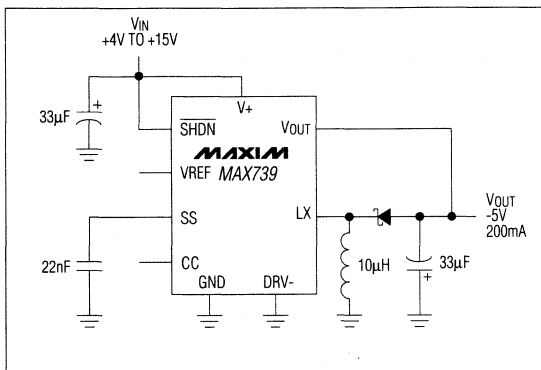 VIN
+4V TO +15V
33µF
+
V+
SHDN
VOUT
MAXIM
MAX739
VREF
SS
LX
VOUT
-5V
200mA
22nF
CC
10µH
33µF
+
GND
DRV-